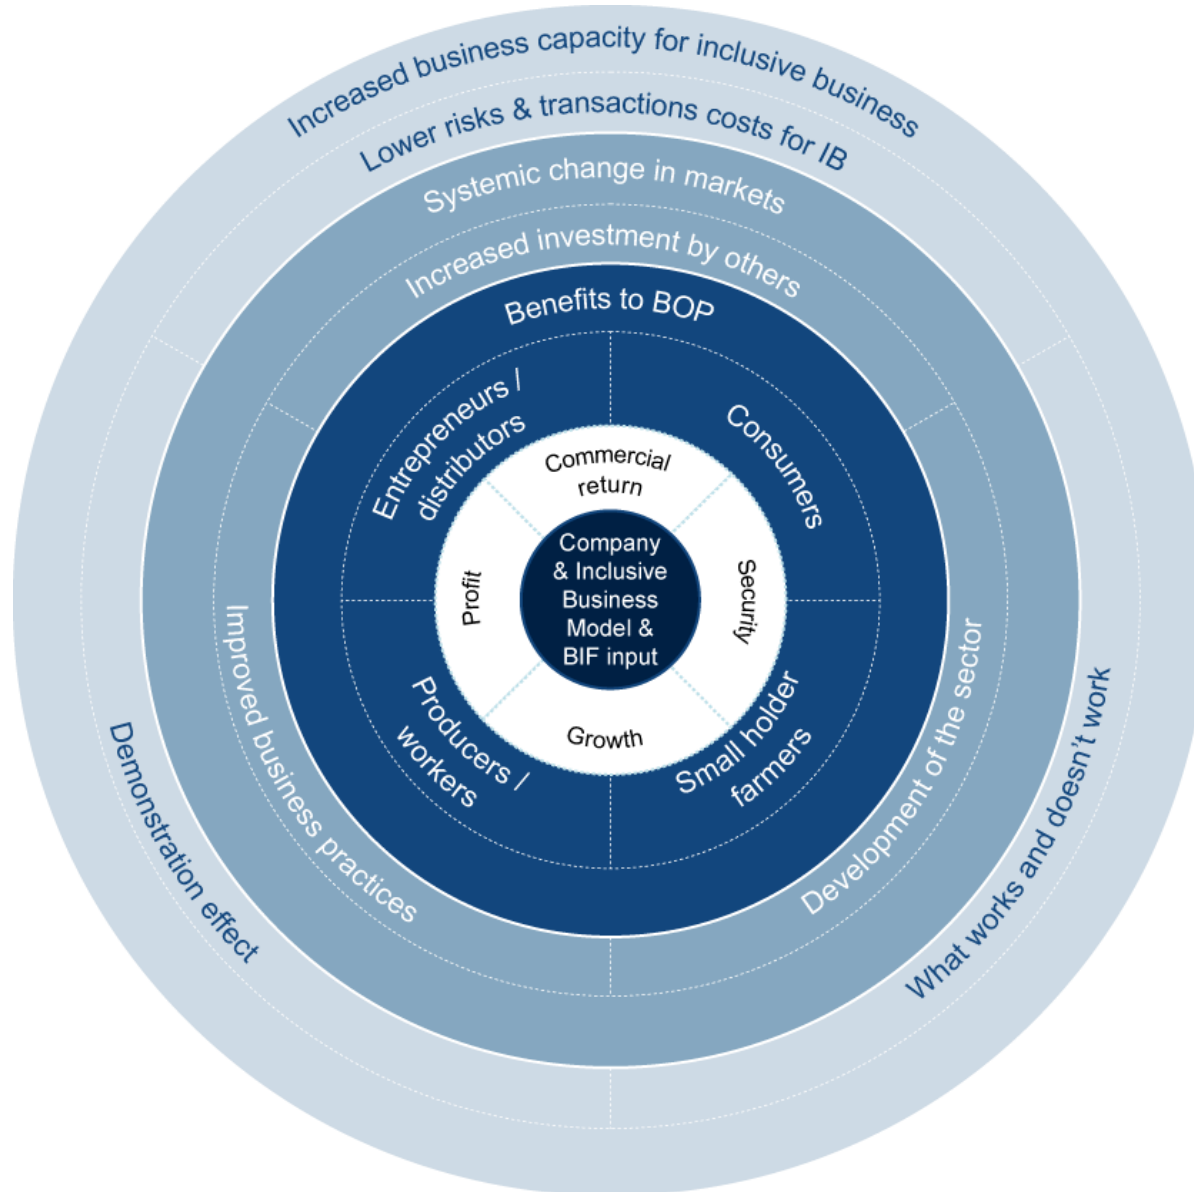 Increased business capacity for inclusive business
Lower risks & transactions costs for IB
Systemic change in markets
Increased investment by others
Benefits to BOP
Entrepreneurs /
distributors
Consumers
Commercial
return
Company
& Inclusive
Business
Model &
BIF input
Profit
Security
Growth
Producers /
workers
Small holder
farmers
Improved business practices
Development of the sector
Demonstration effect
What works and doesn't work